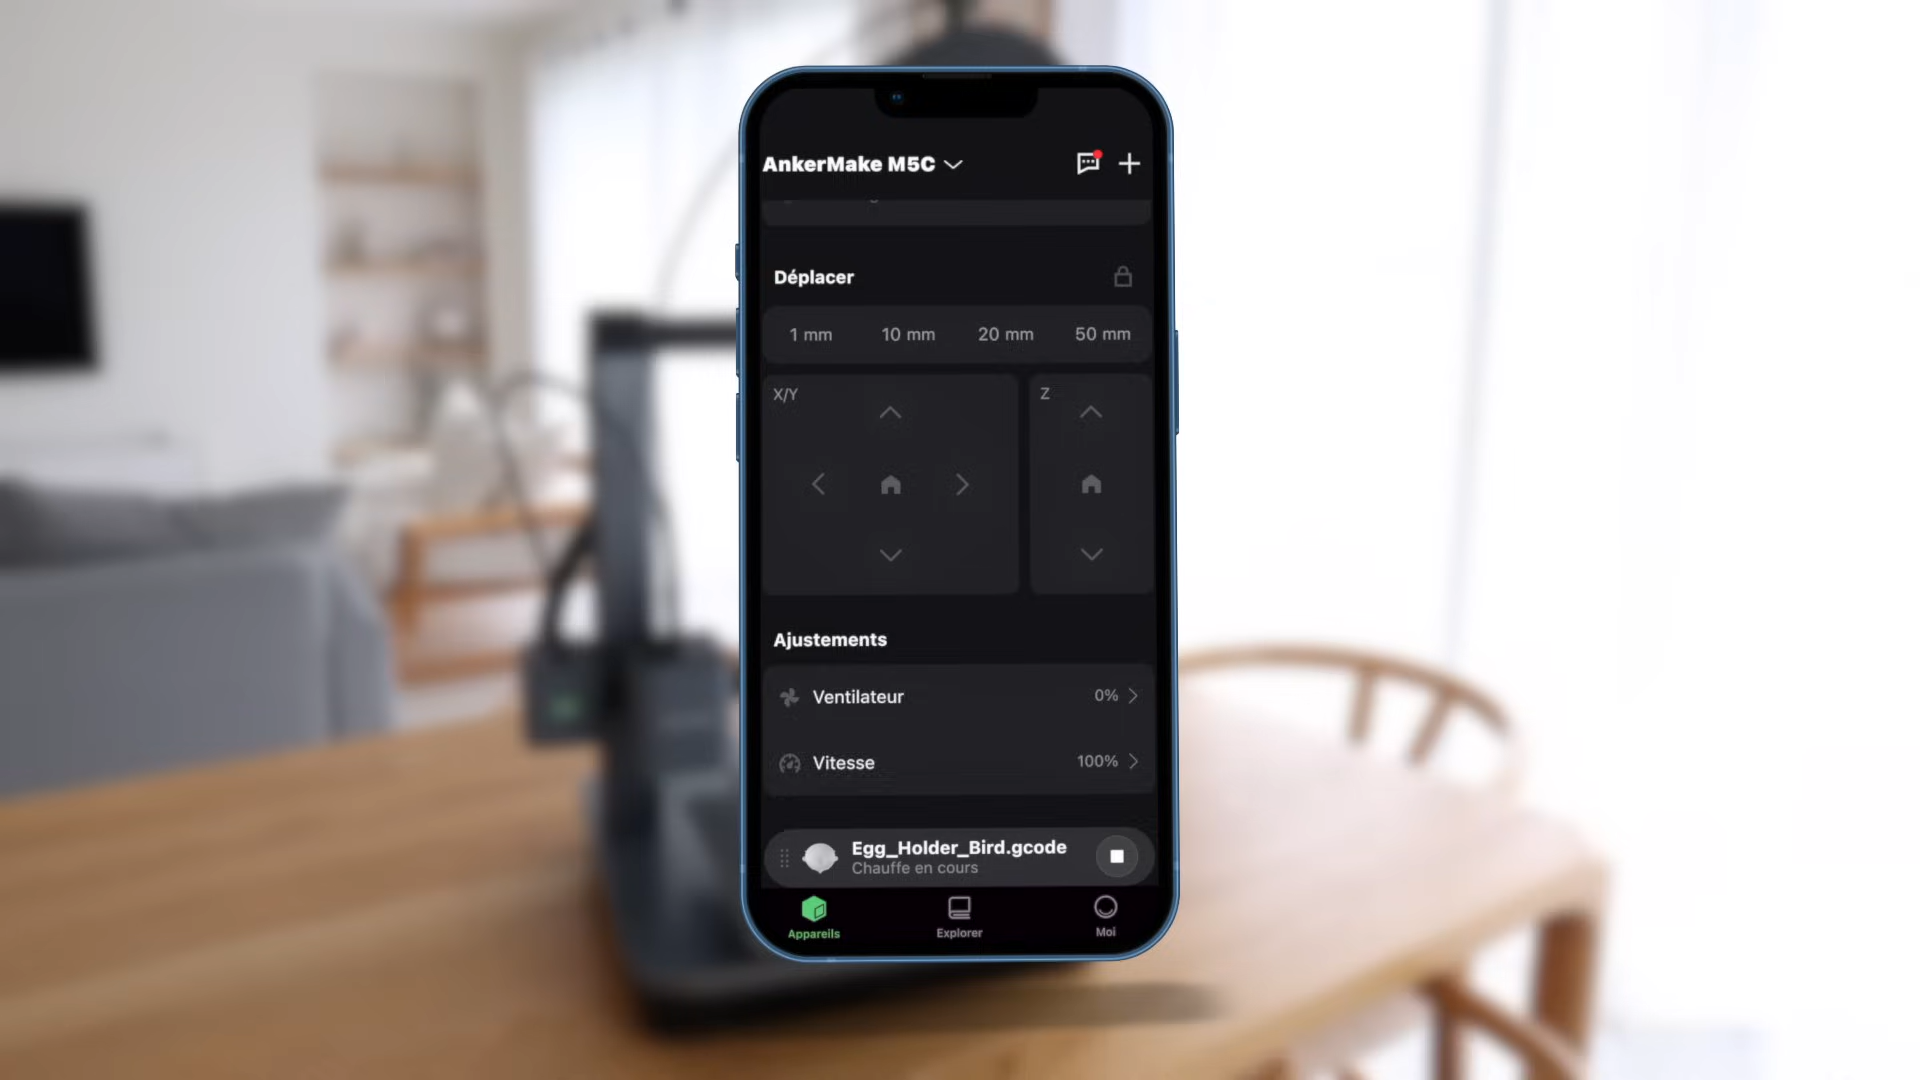 AnkerMake M5C
Déplacer
1 mm 10 mm 20 mm 50 mm
X/Y
Z
Ajustements
Ventilateur 0%
Vitesse 100%
Egg_Holder_Bird.gcode
Chauffe en cours
Appareils Explorer Moi